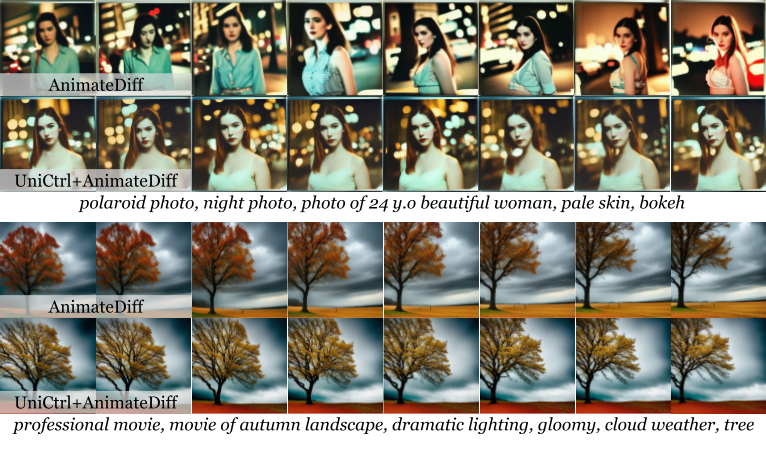 AnimateDiff
UniCtrl+AnimateDiff
polaroid photo, night photo, photo of 24 y.o beautiful woman, pale skin, bokeh
AnimateDiff
UniCtrl+AnimateDiff
professional movie, movie of autumn landscape, dramatic lighting, gloomy, cloud weather, tree